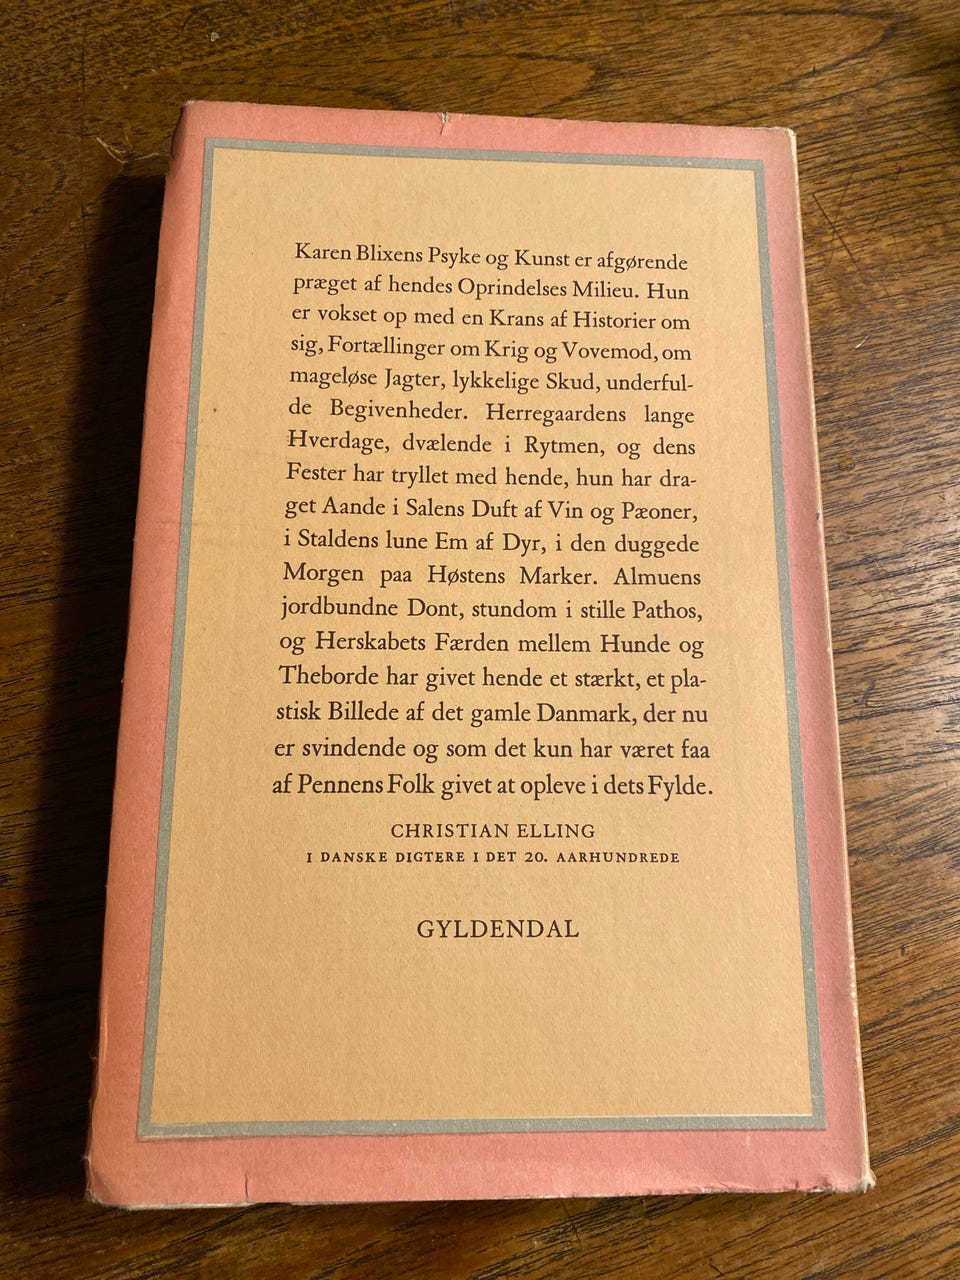 Karen Blixens Psyke og Kunst er afgørende
præget af hendes Oprindelses Milieu. Hun
er vokset op med en Krans af Historier om
sig, Fortællinger om Krig og Vovemod, om
mageløse Jagter, lykkelige Skud, underful-
de Begivenheder. Herregaardens lange
Hverdage, dvælende i Rytmen, og dens
Fester har tryllet med hende, hun har dra-
get Aande i Salens Duft af Vin og Pæoner,
i Staldens lune Em af Dyr, i den duggede
Morgen paa Høstens Marker. Almuens
jordbundne Dont, stundom i stille Pathos,
og Herskabets Færden mellem Hunde og
Theborde har givet hende et stærkt, et pla-
stisk Billede af det gamle Danmark, der nu
er svindende og som det kun har været faa
af Pennens Folk givet at opleve i dets Fylde.
CHRISTIAN ELLING
I DANSKE DIGTERE I DET 20. AARHUNDREDE
GYLDENDAL